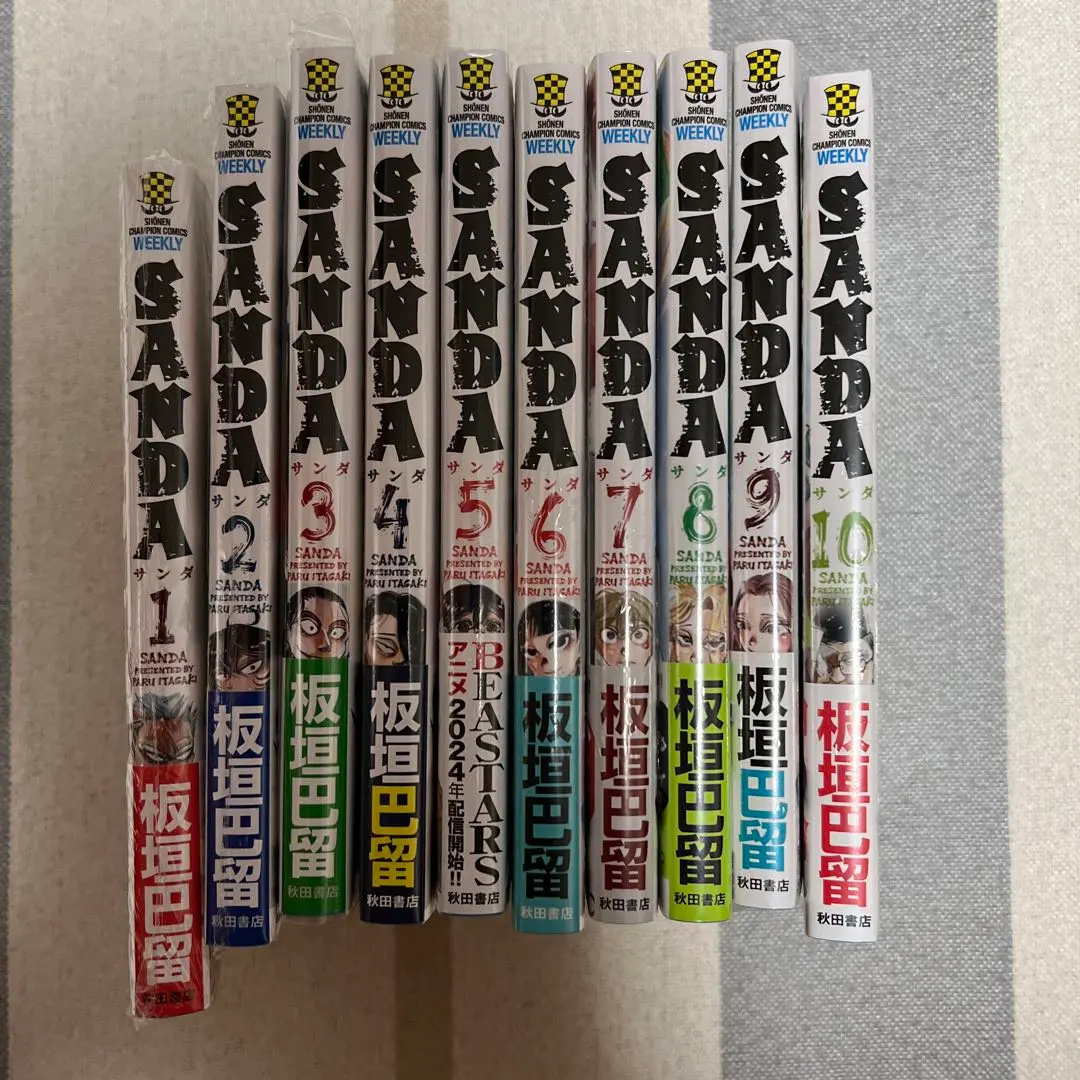 SHŌNEN
CHAMPION COMICS
WEEKLY
SANDA
サンダ
1
SANDA
PRESENTED BY
PARU ITAGAKI
板垣巴留
秋田書店
SHŌNEN
CHAMPION COMICS
WEEKLY
SANDA
サンダ
2
SANDA
PRESENTED BY
PARU ITAGAKI
板垣巴留
秋田書店
SHŌNEN
CHAMPION COMICS
WEEKLY
SANDA
サンダ
3
SANDA
PRESENTED BY
PARU ITAGAKI
板垣巴留
秋田書店
SHŌNEN
CHAMPION COMICS
WEEKLY
SANDA
サンダ
4
SANDA
PRESENTED BY
PARU ITAGAKI
板垣巴留
秋田書店
SHŌNEN
CHAMPION COMICS
WEEKLY
SANDA
サンダ
5
SANDA
PRESENTED BY
PARU ITAGAKI
BEASTARS
アニメ2024年配信開始!!
SHŌNEN
CHAMPION COMICS
WEEKLY
SANDA
サンダ
6
SANDA
PRESENTED BY
PARU ITAGAKI
板垣巴留
秋田書店
SHŌNEN
CHAMPION COMICS
WEEKLY
SANDA
サンダ
7
SANDA
PRESENTED BY
PARU ITAGAKI
板垣巴留
秋田書店
SHŌNEN
CHAMPION COMICS
WEEKLY
SANDA
サンダ
8
SANDA
PRESENTED BY
PARU ITAGAKI
板垣巴留
秋田書店
SHŌNEN
CHAMPION COMICS
WEEKLY
SANDA
サンダ
9
SANDA
PRESENTED BY
PARU ITAGAKI
板垣巴留
秋田書店
SHŌNEN
CHAMPION COMICS
WEEKLY
SANDA
サンダ
10
SANDA
PRESENTED BY
PARU ITAGAKI
板垣巴留
秋田書店